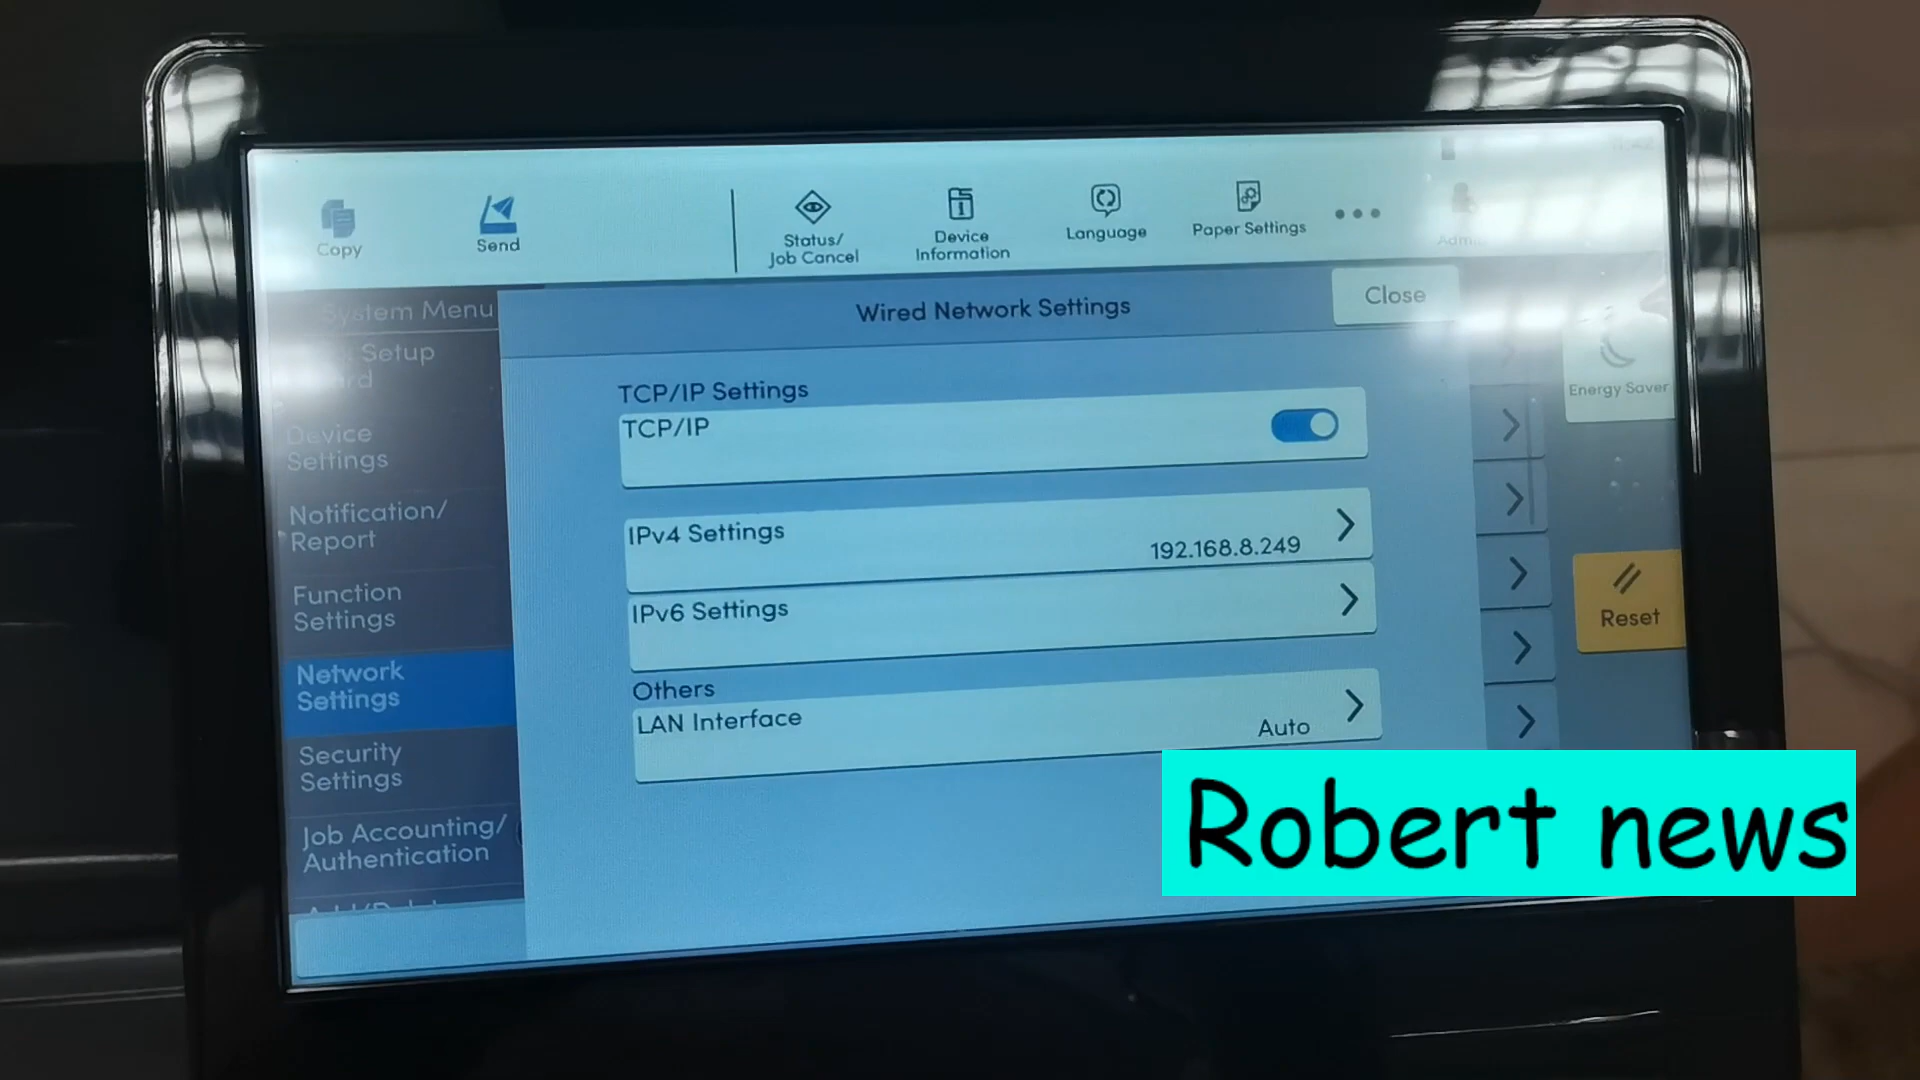 Copy
Send
Status/
Job Cancel
Device
Information
Language
Paper Settings
System Menu
Wired Network Settings
Close
Setup
Energy Saver
TCP/IP Settings
TCP/IP
Device
Settings
Notification/
Report
IPv4 Settings
192.168.8.249
Function
Settings
IPv6 Settings
Reset
Network
Settings
Others
LAN Interface
Auto
Security
Settings
Job Accounting/
Authentication
Robert news